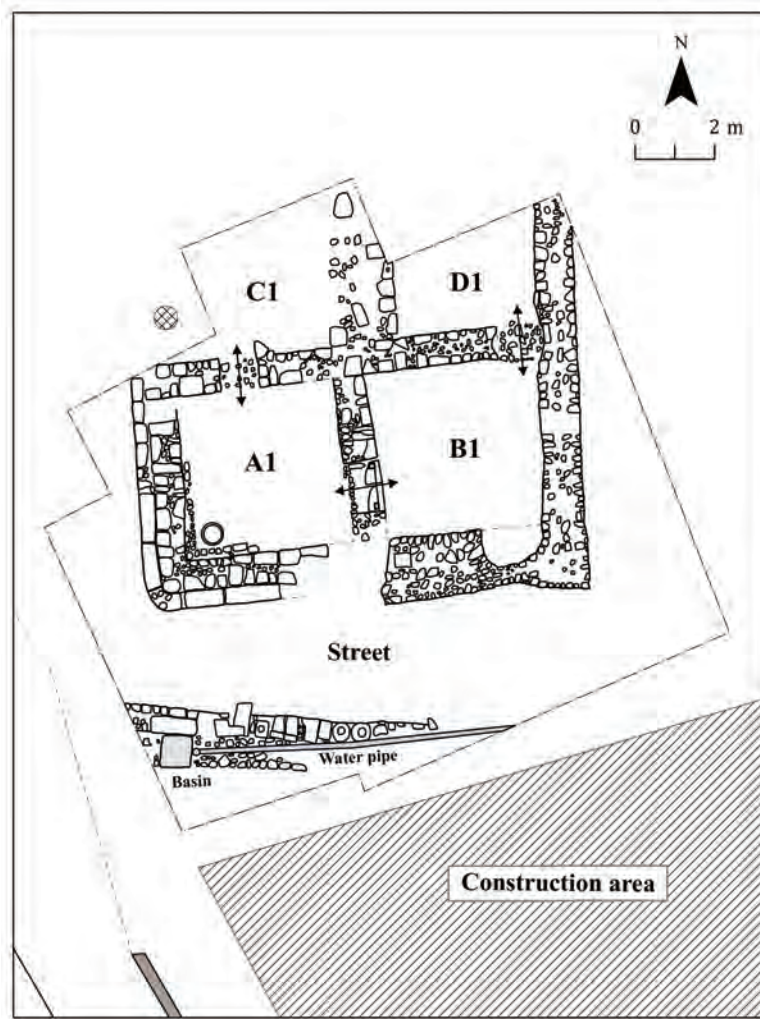 N
0 2 m
C1
D1
A1
B1
Street
Water pipe
Basin
Construction area